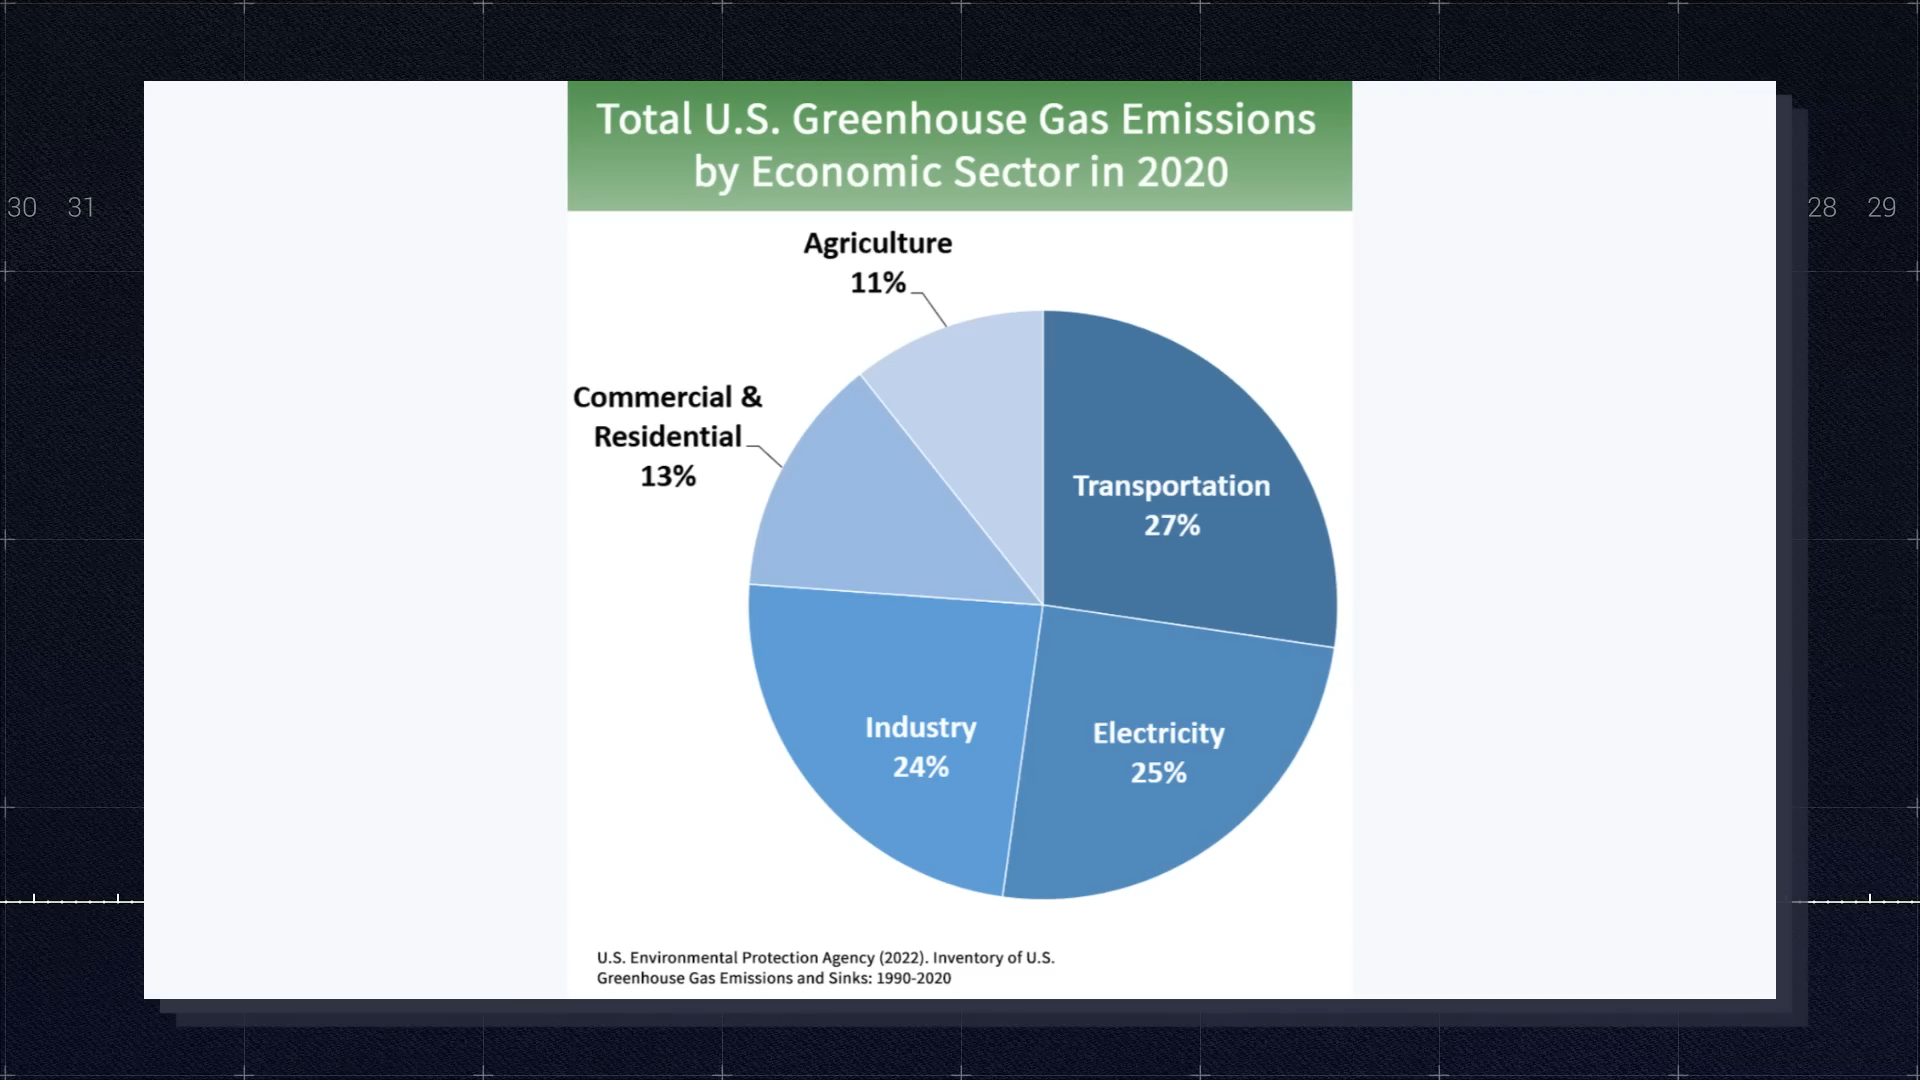 Total U.S. Greenhouse Gas Emissions
by Economic Sector in 2020
30 31
28 29
Agriculture
11%
Commercial &
Residential
13%
Transportation
27%
Industry
24%
Electricity
25%
U.S. Environmental Protection Agency (2022). Inventory of U.S.
Greenhouse Gas Emissions and Sinks: 1990-2020